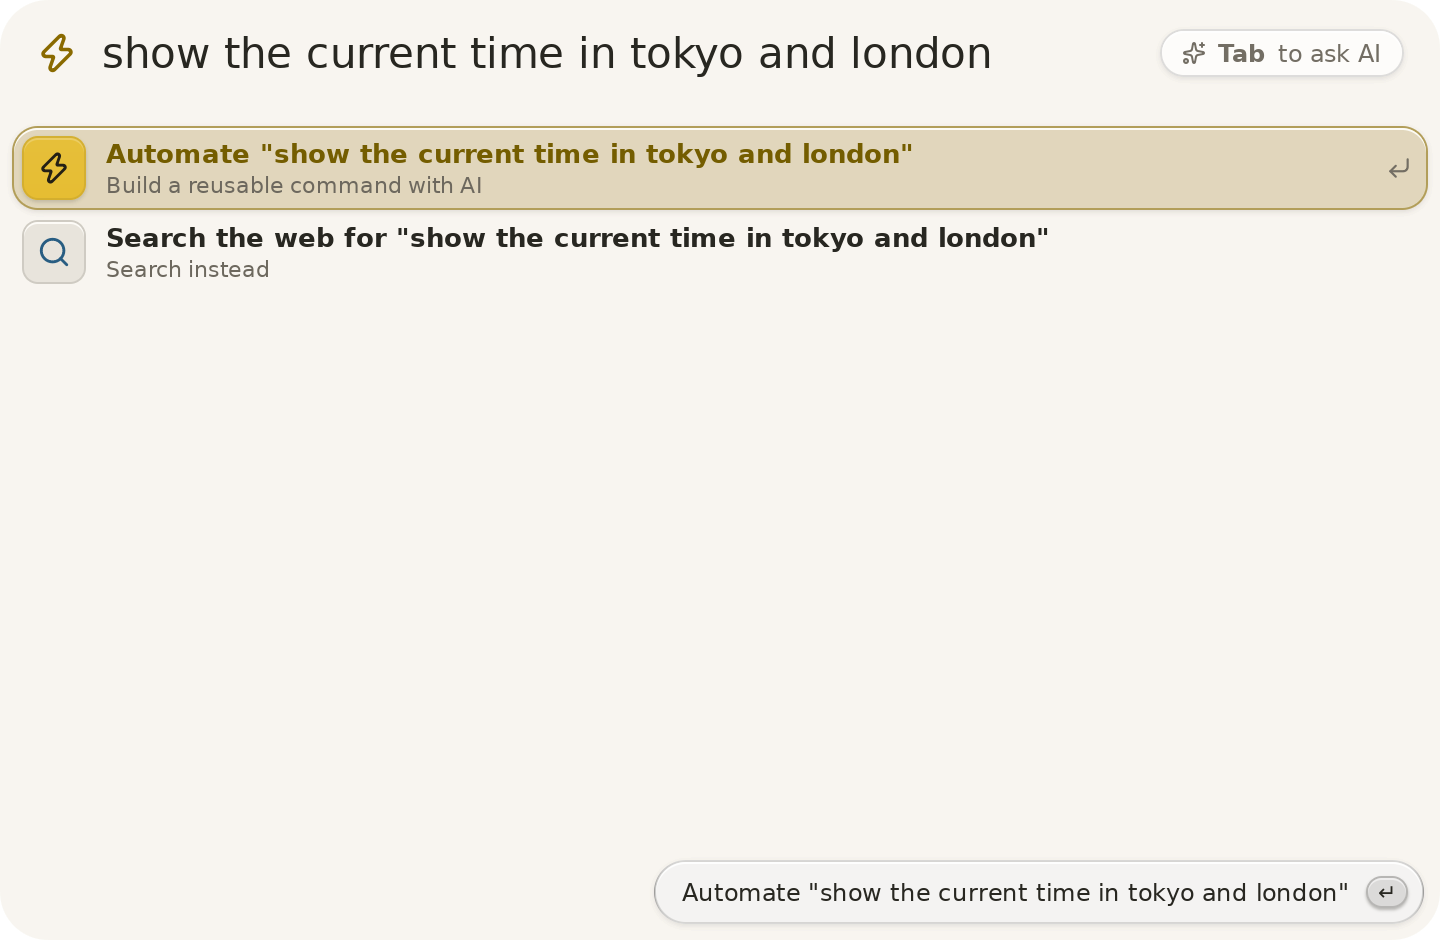 show the current time in tokyo and london
Tab to ask AI
Automate "show the current time in tokyo and london"
Build a reusable command with AI
Search the web for "show the current time in tokyo and london"
Search instead
Automate "show the current time in tokyo and london"